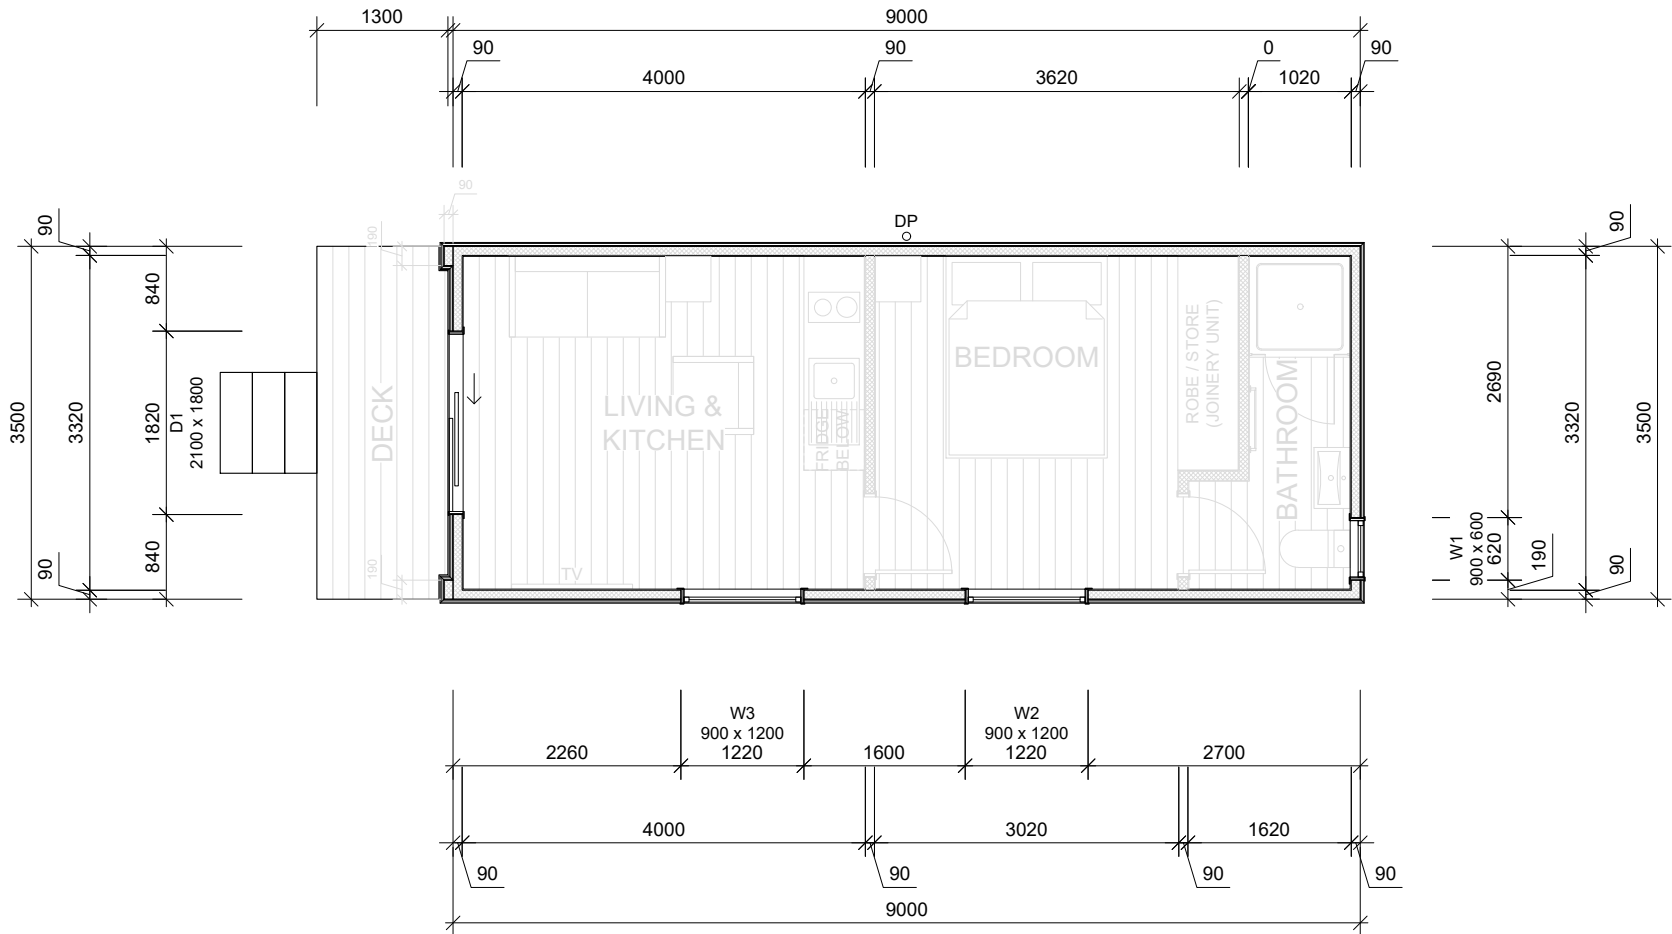 1300
9000
90
90
0
90
4000
3620
1020
90
DP
90
90
190
840
3500
3320
1820
D1
2100 x 1800
840
90
190
DECK
LIVING &
KITCHEN
FRIDGE
BELOW
TV
BEDROOM
ROBE / STORE
(JOINERY UNIT)
BATHROOM
2690
3320
3500
W1
900 x 600
620
190
90
W3
900 x 1200
W2
900 x 1200
2260
1220
1600
1220
2700
4000
3020
1620
90
90
90
90
9000